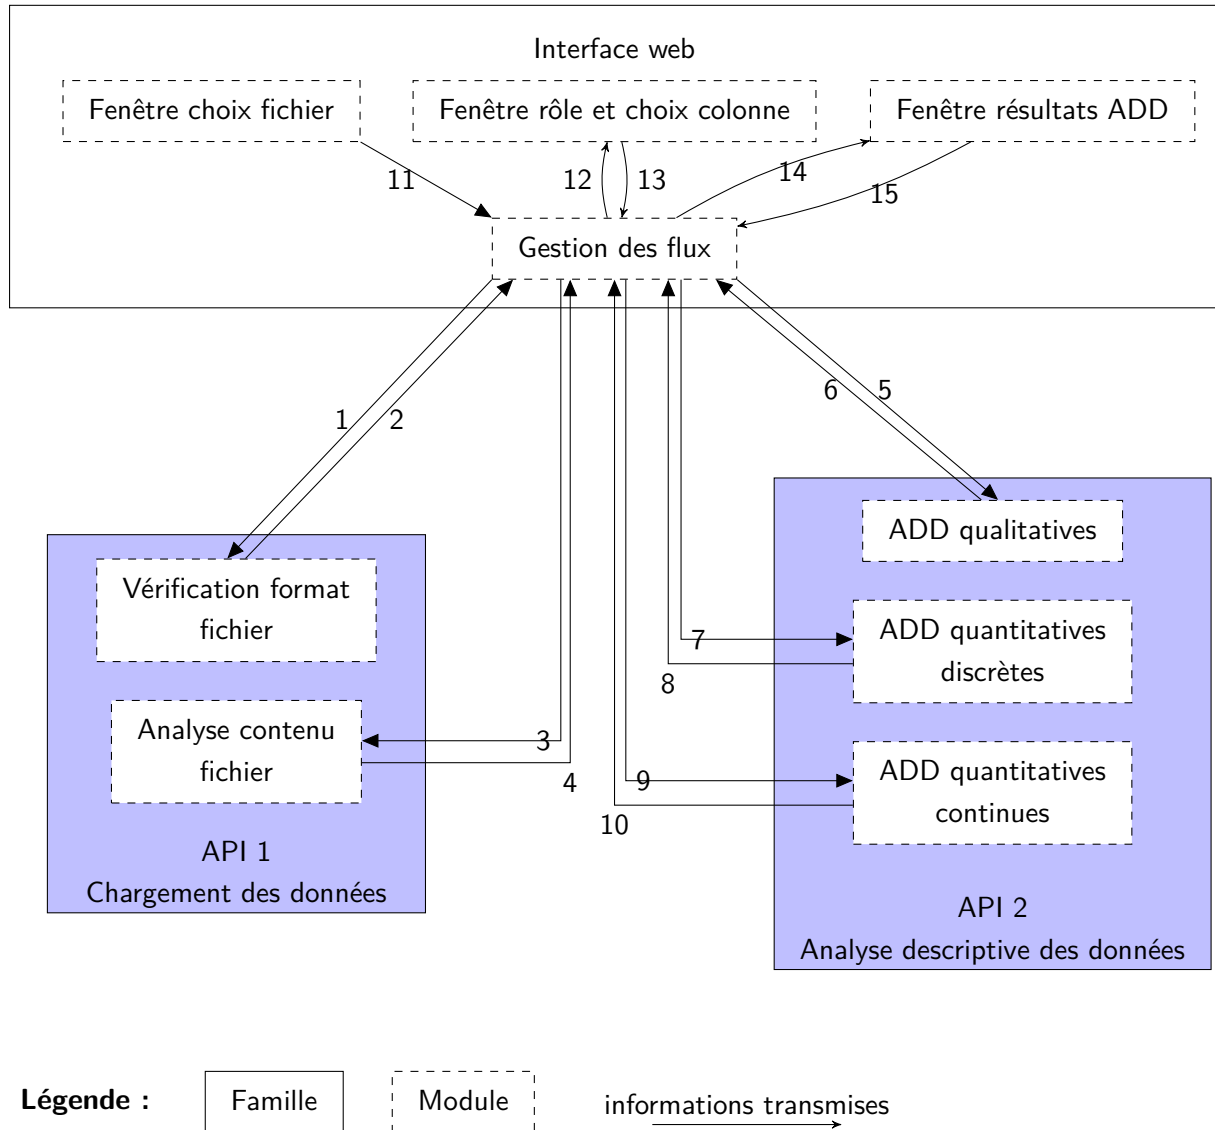 Interface web
Fenêtre choix fichier
Fenêtre rôle et choix colonne
Fenêtre résultats ADD
11
12
13
14
15
Gestion des flux
1
2
6
5
ADD qualitatives
Vérification format
fichier
ADD quantitatives
discrètes
7
8
Analyse contenu
fichier
3
4
ADD quantitatives
continues
9
10
API 1
Chargement des données
API 2
Analyse descriptive des données
Légende :
Famille
Module
informations transmises